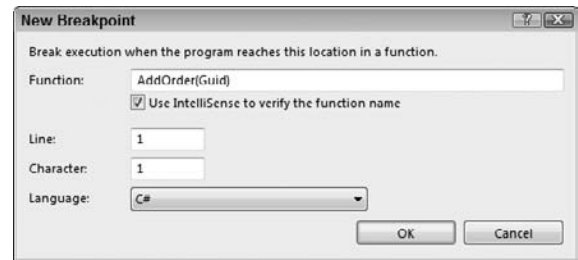 New Breakpoint
Break execution when the program reaches this location in a function.
Function: AddOrder(Guid)
Use IntelliSense to verify the function name
Line: 1
Character: 1
Language: C#
OK Cancel